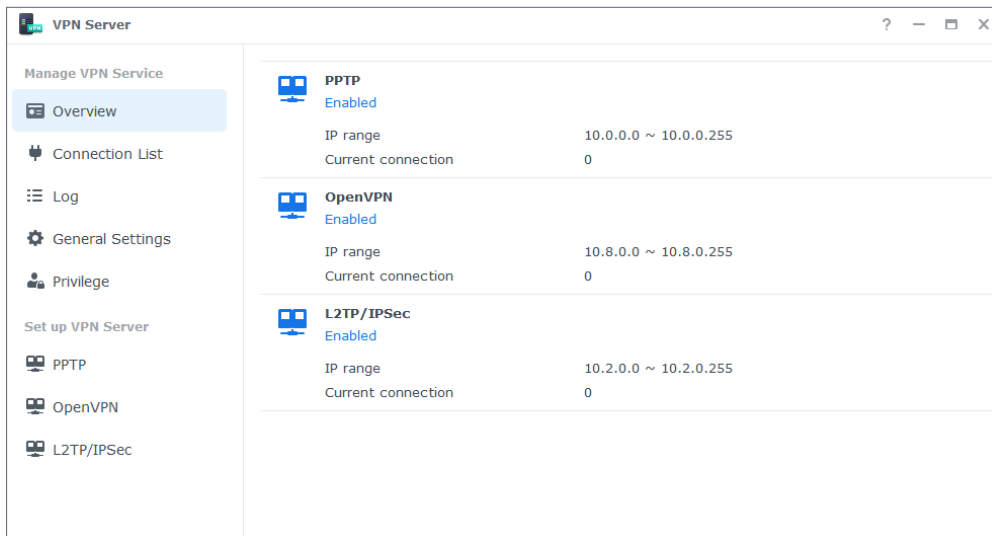 VPN Server
Manage VPN Service
Overview
Connection List
Log
General Settings
Privilege
Set up VPN Server
PPTP
OpenVPN
L2TP/IPSec
PPTP
Enabled
IP range 10.0.0.0 ~ 10.0.0.255
Current connection 0
OpenVPN
Enabled
IP range 10.8.0.0 ~ 10.8.0.255
Current connection 0
L2TP/IPSec
Enabled
IP range 10.2.0.0 ~ 10.2.0.255
Current connection 0